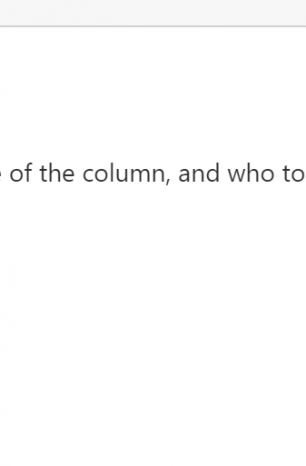 of the column, and who to